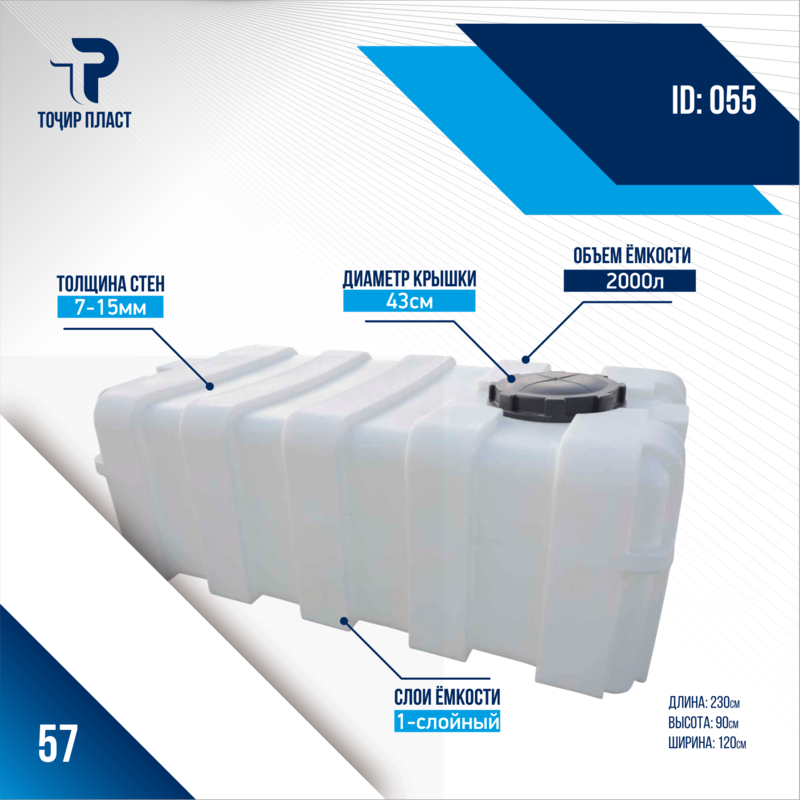 ТОҶИР ПЛАСТ
ID: 055
ОБЪЕМ ЁМКОСТИ
2000л
ДИАМЕТР КРЫШКИ
43см
ТОЛЩИНА СТЕН
7-15мм
СЛОИ ЁМКОСТИ
1-слойный
ДЛИНА: 230см
ВЫСОТА: 90см
ШИРИНА: 120см
57